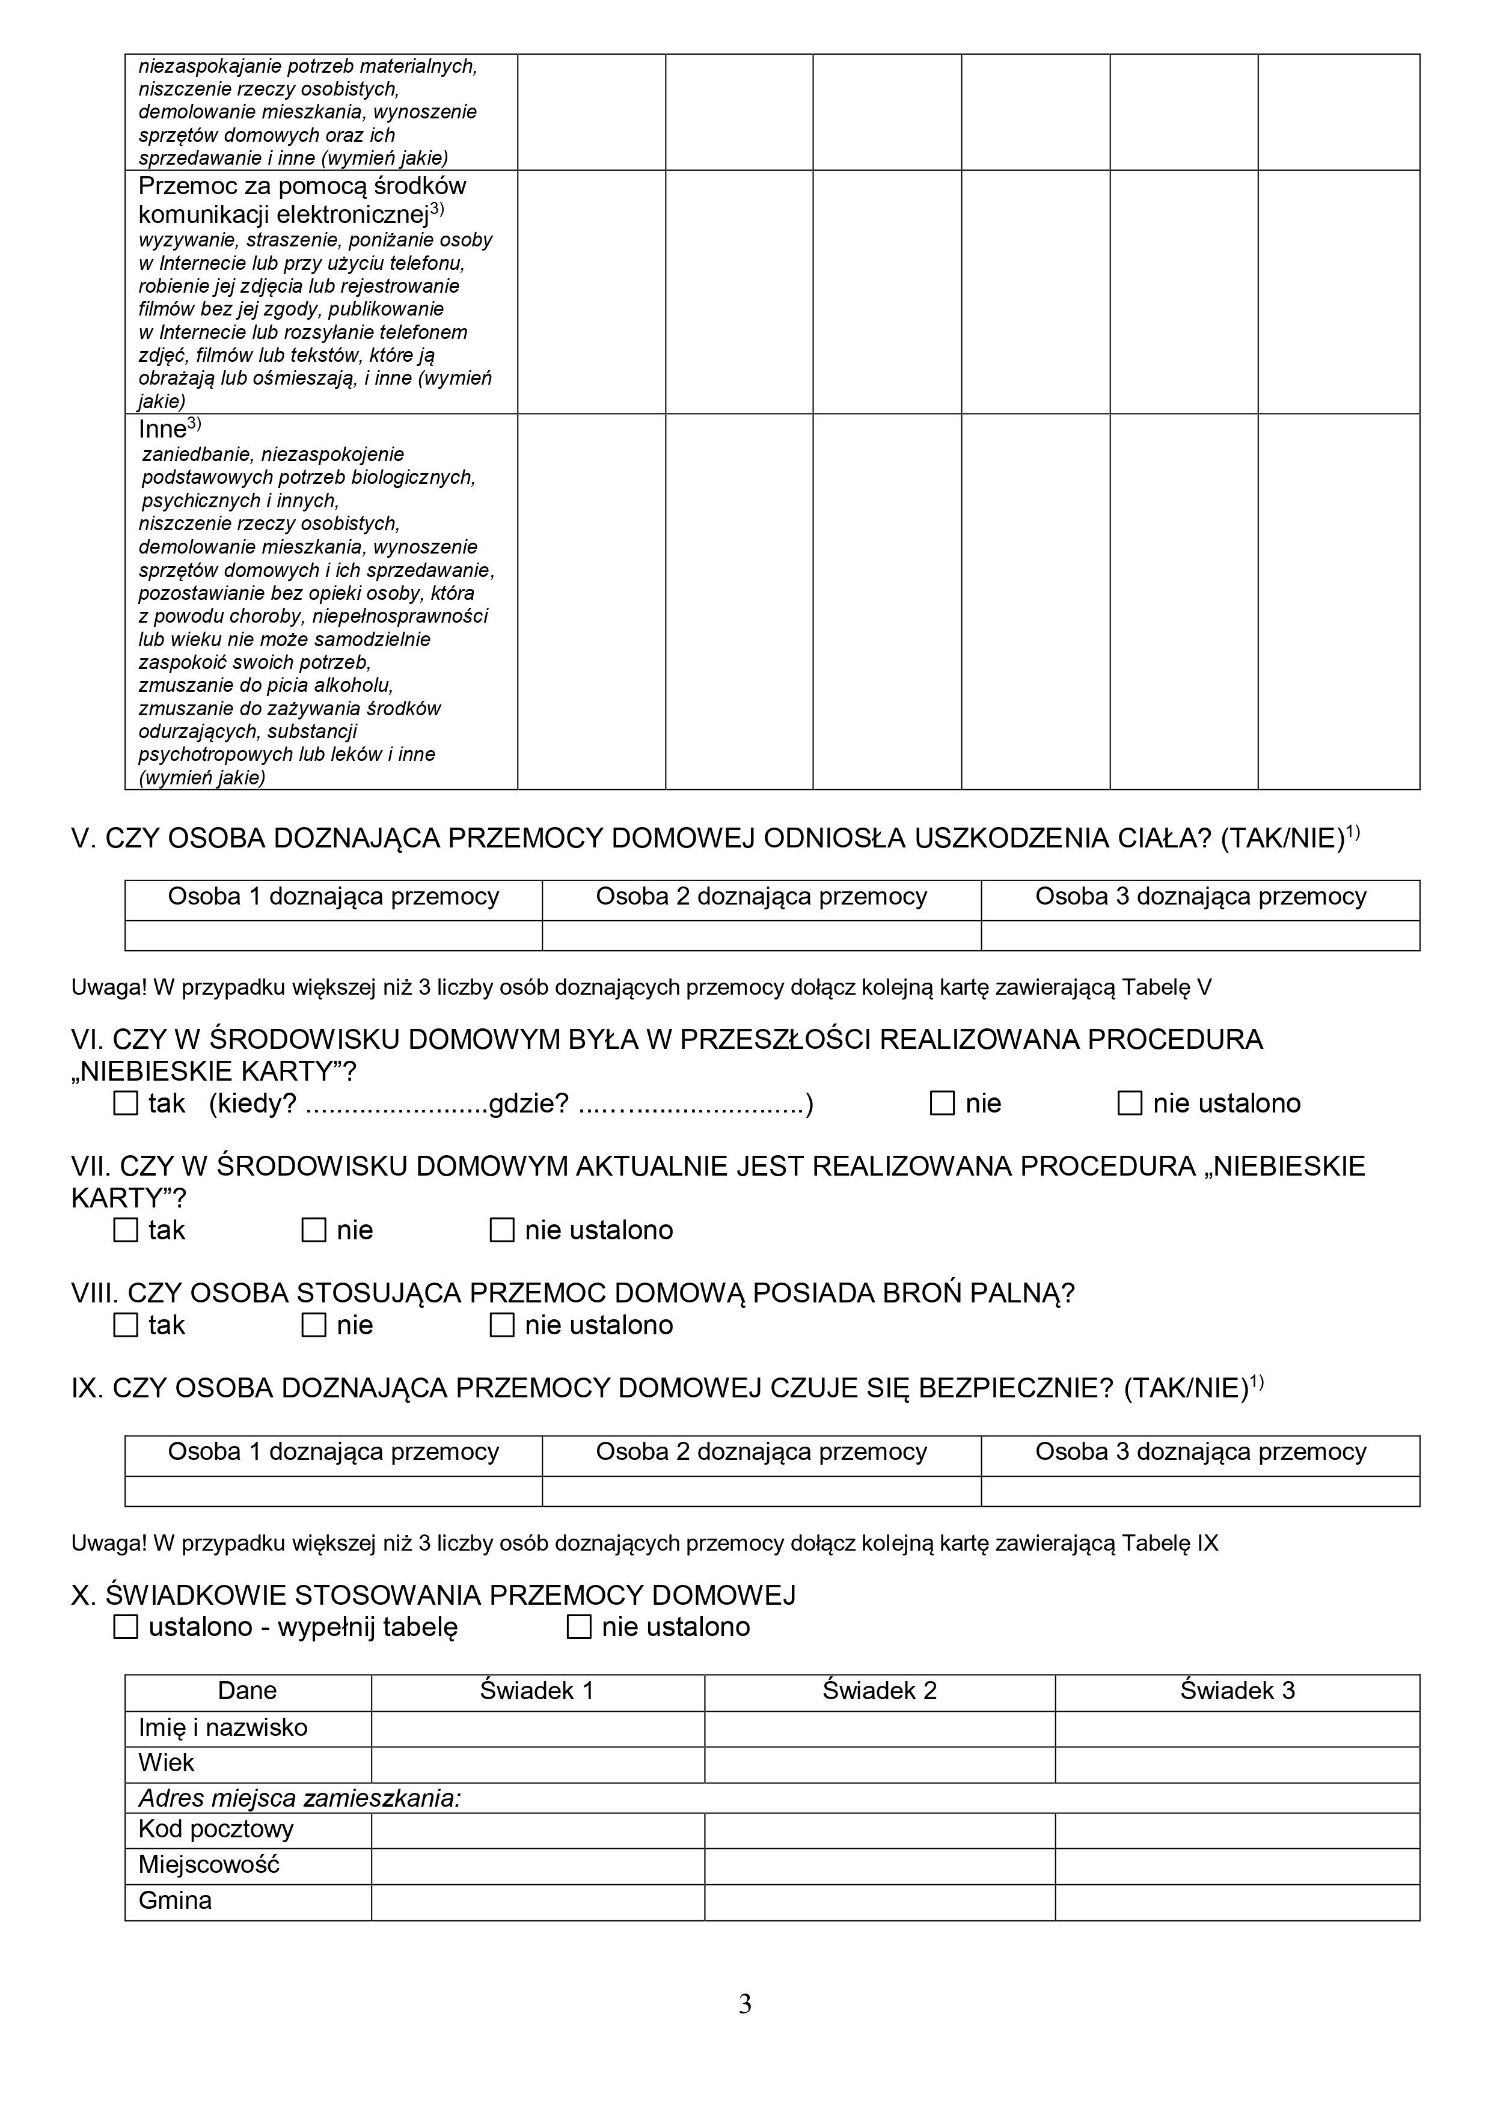 niezaspokajanie potrzeb materialnych,
niszczenie rzeczy osobistych,
demolowanie mieszkania, wynoszenie
sprzętów domowych oraz ich
sprzedawanie i inne (wymień jakie)
Przemoc za pomocą środków
komunikacji elektronicznej3)
wyzywanie, straszenie, poniżanie osoby
w Internecie lub przy użyciu telefonu,
robienie jej zdjęcia lub rejestrowanie
filmów bez jej zgody, publikowanie
w Internecie lub rozsyłanie telefonem
zdjęć, filmów lub tekstów, które ją
obrażają lub ośmieszają, i inne (wymień
jakie)
Inne3)
zaniedbanie, niezaspokojenie
podstawowych potrzeb biologicznych,
psychicznych i innych,
niszczenie rzeczy osobistych,
demolowanie mieszkania, wynoszenie
sprzętów domowych i ich sprzedawanie,
pozostawianie bez opieki osoby, która
z powodu choroby, niepełnosprawności
lub wieku nie może samodzielnie
zaspokoić swoich potrzeb,
zmuszanie do picia alkoholu,
zmuszanie do zażywania środków
odurzających, substancji
psychotropowych lub leków i inne
(wymień jakie)
V. CZY OSOBA DOZNAJĄCA PRZEMOCY DOMOWEJ ODNIOSŁA USZKODZENIA CIAŁA? (TAK/NIE)1)
Osoba 1 doznająca przemocy Osoba 2 doznająca przemocy Osoba 3 doznająca przemocy
Uwaga! W przypadku większej niż 3 liczby osób doznających przemocy dołącz kolejną kartę zawierającą Tabelę V
VI. CZY W ŚRODOWISKU DOMOWYM BYŁA W PRZESZŁOŚCI REALIZOWANA PROCEDURA
„NIEBIESKIE KARTY”?
☐ tak (kiedy? ........................gdzie? ..............................) ☐ nie ☐ nie ustalono
VII. CZY W ŚRODOWISKU DOMOWYM AKTUALNIE JEST REALIZOWANA PROCEDURA „NIEBIESKIE
KARTY”?
☐ tak ☐ nie ☐ nie ustalono
VIII. CZY OSOBA STOSUJĄCA PRZEMOC DOMOWĄ POSIADA BROŃ PALNĄ?
☐ tak ☐ nie ☐ nie ustalono
IX. CZY OSOBA DOZNAJĄCA PRZEMOCY DOMOWEJ CZUJE SIĘ BEZPIECZNIE? (TAK/NIE)1)
Osoba 1 doznająca przemocy Osoba 2 doznająca przemocy Osoba 3 doznająca przemocy
Uwaga! W przypadku większej niż 3 liczby osób doznających przemocy dołącz kolejną kartę zawierającą Tabelę IX
X. ŚWIADKOWIE STOSOWANIA PRZEMOCY DOMOWEJ
☐ ustalono - wypełnij tabelę ☐ nie ustalono
Dane Świadek 1 Świadek 2 Świadek 3
Imię i nazwisko
Wiek
Adres miejsca zamieszkania:
Kod pocztowy
Miejscowość
Gmina
3